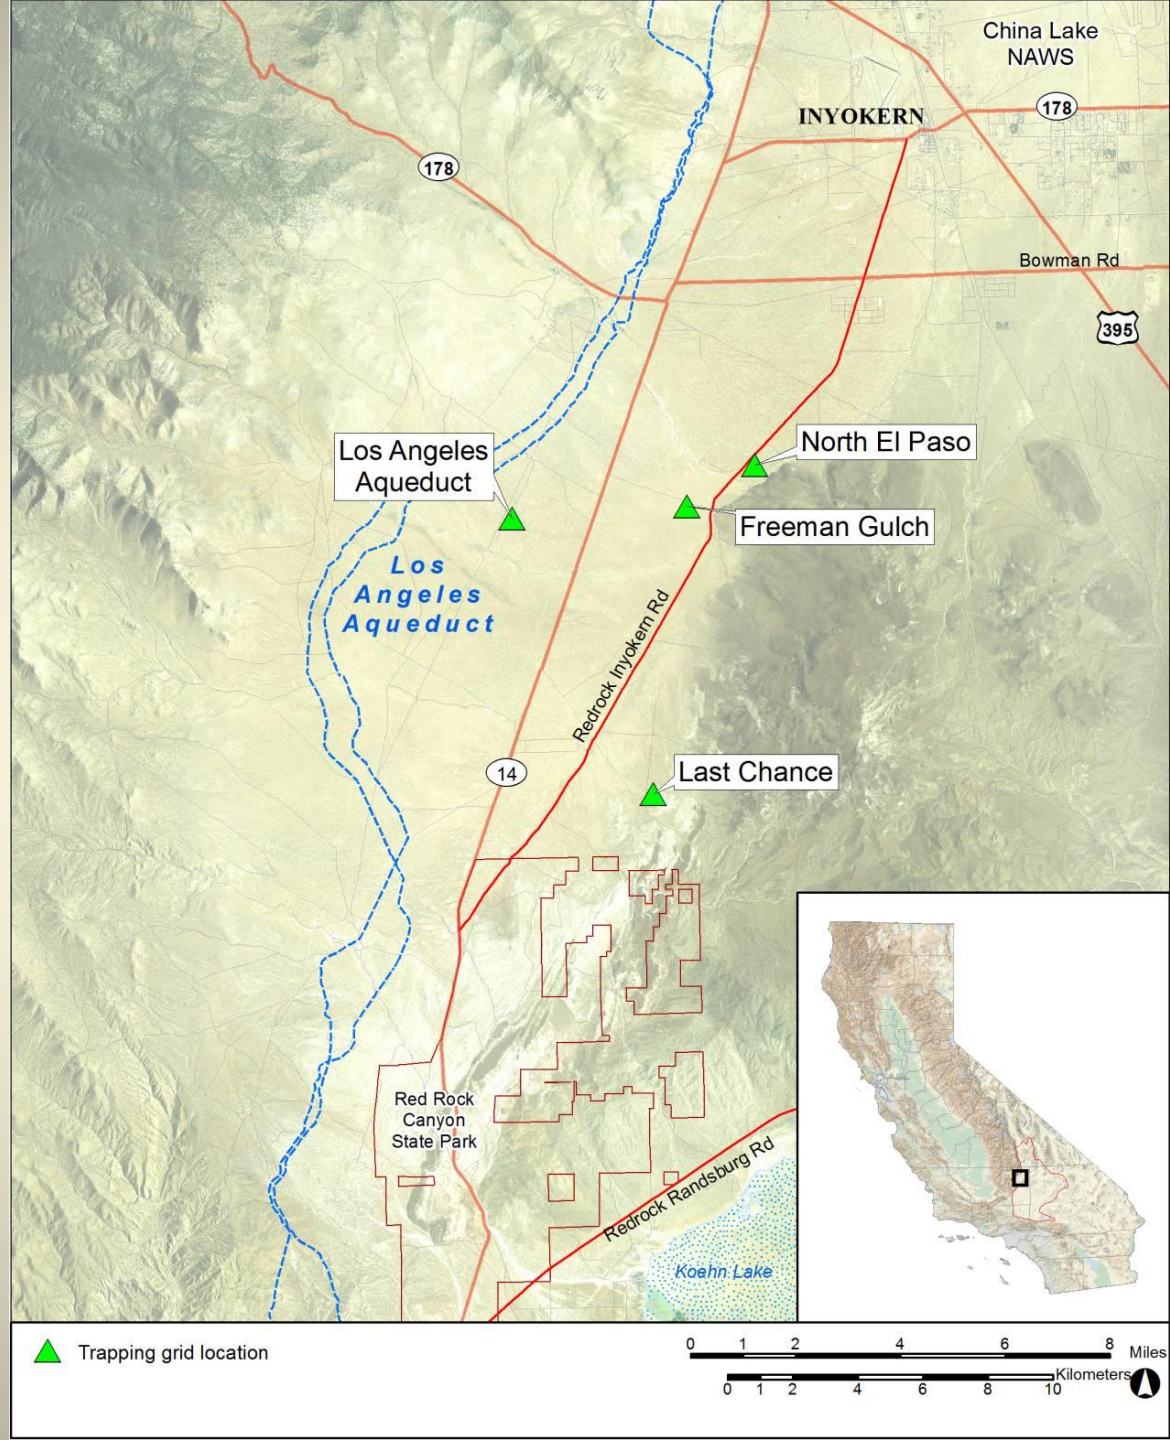 China Lake
NAWS
INYOKERN
178
178
Bowman Rd
395
Los Angeles
Aqueduct
North El Paso
Freeman Gulch
Los
Angeles
Aqueduct
Redrock Inyokern Rd
14
Last Chance
Red Rock
Canyon
State Park
Redrock Randsburg Rd
Koehn Lake
Trapping grid location
0 1 2 4 6 8
Miles
Kilometers
0 1 2 4 6 8 10